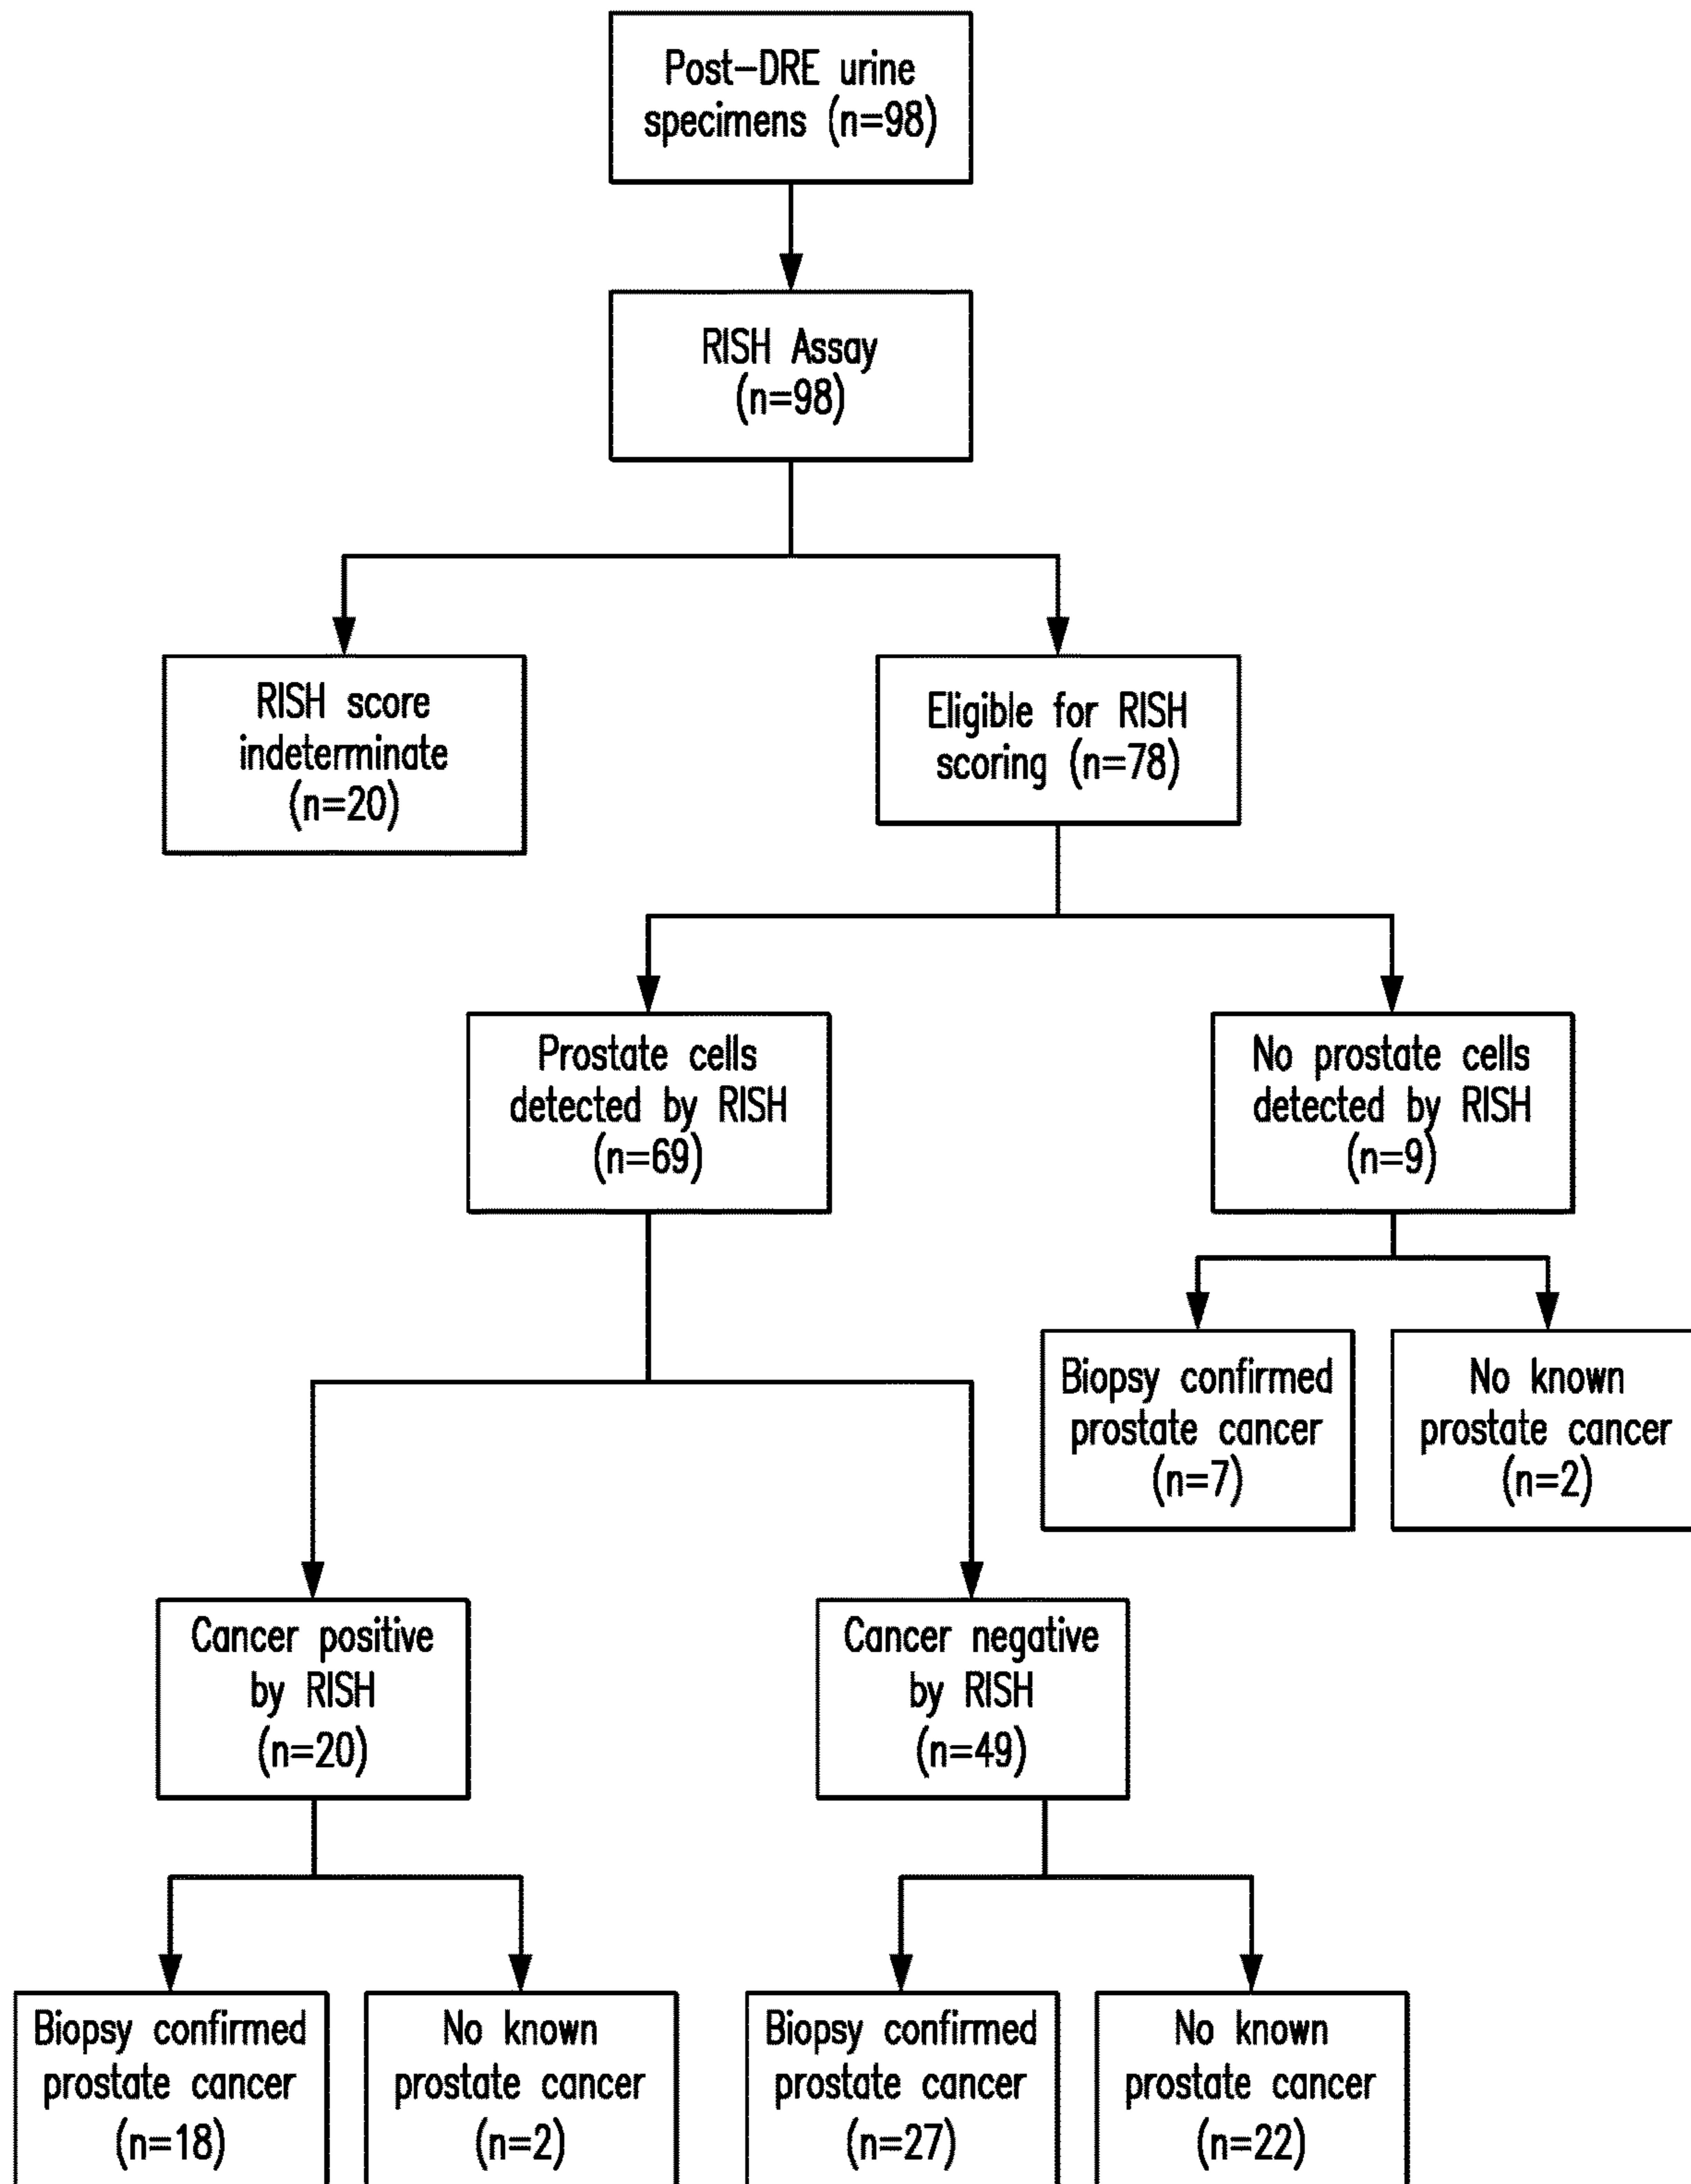 Post-DRE urine
specimens (n=98)
RISH Assay
(n=98)
RISH score
indeterminate
(n=20)
Eligible for RISH
scoring (n=78)
Prostate cells
detected by RISH
(n=69)
No prostate cells
detected by RISH
(n=9)
Biopsy confirmed
prostate cancer
(n=7)
No known
prostate cancer
(n=2)
Cancer positive
by RISH
(n=20)
Cancer negative
by RISH
(n=49)
Biopsy confirmed
prostate cancer
(n=18)
No known
prostate cancer
(n=2)
Biopsy confirmed
prostate cancer
(n=27)
No known
prostate cancer
(n=22)